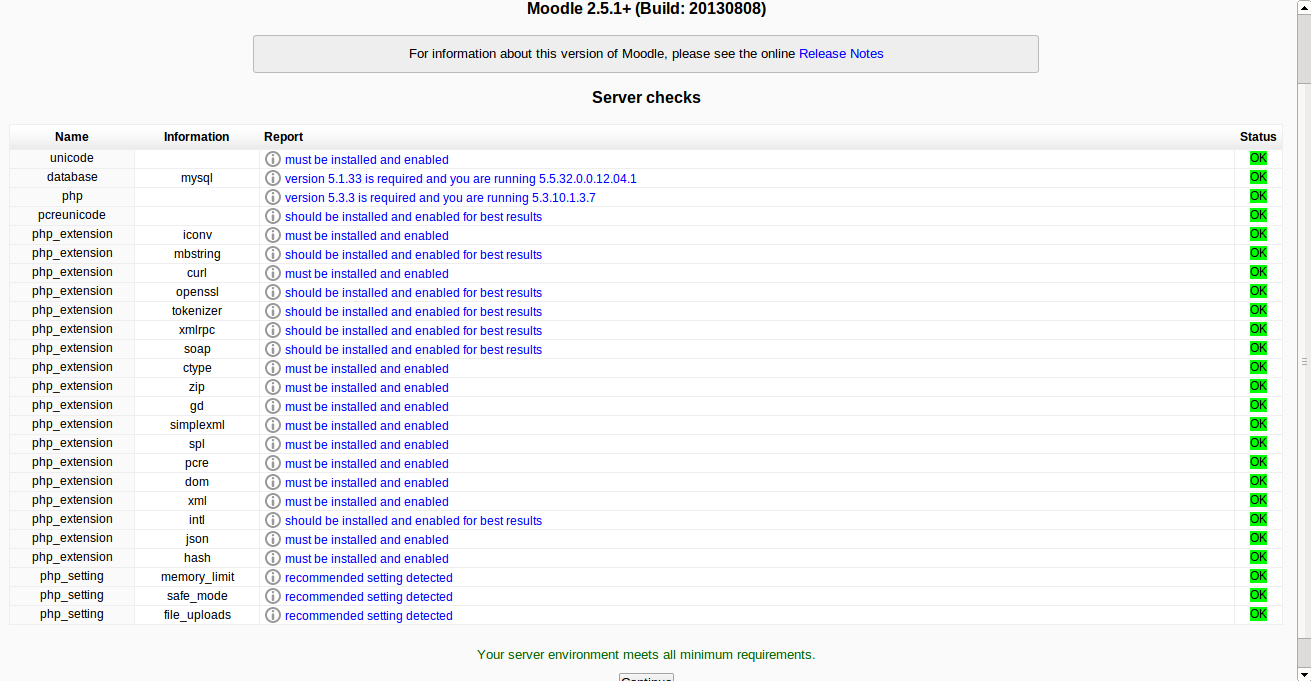 Moodle 2.5.1+ (Build: 20130808)
For information about this version of Moodle, please see the online Release Notes
Server checks
Name Information Report Status
unicode must be installed and enabled OK
database mysql version 5.1.33 is required and you are running 5.5.32.0.0.12.04.1 OK
php version 5.3.3 is required and you are running 5.3.10.1.3.7 OK
pcreunicode should be installed and enabled for best results OK
php_extension iconv must be installed and enabled OK
php_extension mbstring should be installed and enabled for best results OK
php_extension curl must be installed and enabled OK
php_extension openssl should be installed and enabled for best results OK
php_extension tokenizer should be installed and enabled for best results OK
php_extension xmlrpc should be installed and enabled for best results OK
php_extension soap should be installed and enabled for best results OK
php_extension ctype must be installed and enabled OK
php_extension zip must be installed and enabled OK
php_extension gd must be installed and enabled OK
php_extension simplexml must be installed and enabled OK
php_extension spl must be installed and enabled OK
php_extension pcre must be installed and enabled OK
php_extension dom must be installed and enabled OK
php_extension xml must be installed and enabled OK
php_extension intl should be installed and enabled for best results OK
php_extension json must be installed and enabled OK
php_extension hash must be installed and enabled OK
php_setting memory_limit recommended setting detected OK
php_setting safe_mode recommended setting detected OK
php_setting file_uploads recommended setting detected OK
Your server environment meets all minimum requirements.
Continue